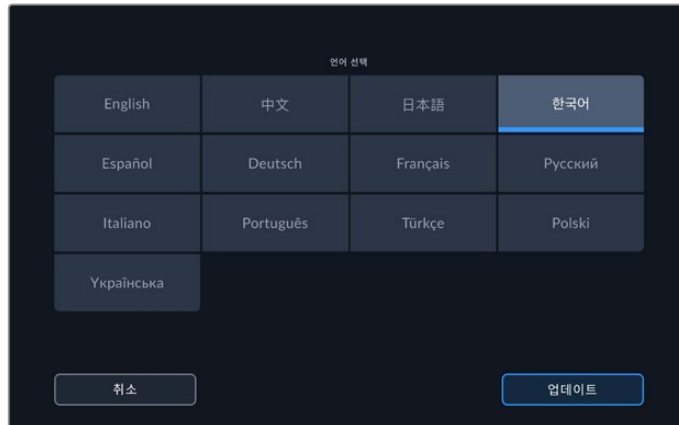 언어 선택
English 中文 日本語 한국어
Español Deutsch Français Русский
Italiano Português Türkçe Polski
Українська
취소 업데이트